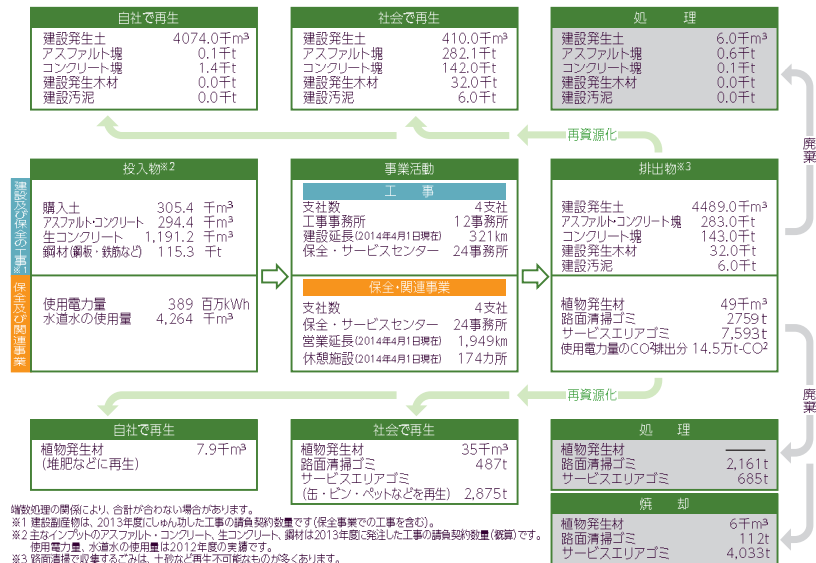 自社で再生
建設発生土 4074.0千m³
アスファルト塊 0.1千t
コンクリート塊 1.4千t
建設発生木材 0.0千t
建設汚泥 0.0千t
社会で再生
建設発生土 410.0千m³
アスファルト塊 282.1千t
コンクリート塊 142.0千t
建設発生木材 32.0千t
建設汚泥 6.0千t
処 理
建設発生土 6.0千m³
アスファルト塊 0.6千t
コンクリート塊 0.1千t
建設発生木材 0.0千t
建設汚泥 0.0千t
再資源化
廃棄
建設及び保全の工事※1
投入物※2
購入土 305.4 千m³
アスファルト・コンクリート 294.4 千m³
生コンクリート 1,191.2 千m³
鋼材(鋼板・鉄筋など) 115.3 千t
事業活動
工 事
支社数 4支社
工事事務所 12事務所
建設延長(2014年4月1日現在) 321km
保全・サービスセンター 24事務所
排出物※3
建設発生土 4489.0千m³
アスファルト・コンクリート塊 283.0千t
コンクリート塊 143.0千t
建設発生木材 32.0千t
建設汚泥 6.0千t
保全及び関連事業
使用電力量 389 百万kWh
水道水の使用量 4,264 千m³
保全・関連事業
支社数 4支社
保全・サービスセンター 24事務所
営業延長(2014年4月1日現在) 1,949km
休憩施設(2014年4月1日現在) 174カ所
植物発生材 49千m³
路面清掃ゴミ 2759t
サービスエリアゴミ 7,593t
使用電力量のCO²排出分 14.5万t-CO²
再資源化
廃棄
自社で再生
植物発生材 7.9千m³
(堆肥などに再生)
社会で再生
植物発生材 35千m³
路面清掃ゴミ 487t
サービスエリアゴミ
(缶・ビン・ペットなどを再生) 2,875t
処 理
植物発生材 ――
路面清掃ゴミ 2,161t
サービスエリアゴミ 685t
焼 却
植物発生材 6千m³
路面清掃ゴミ 112t
サービスエリアゴミ 4,033t
端数処理の関係により、合計が合わない場合があります。
※1 建設副産物は、2013年度にしゅん功した工事の請負契約数量です(保全事業での工事を含む)。
※2 主なインプットのアスファルト・コンクリート、生コンクリート、鋼材は2013年度に発注した工事の請負契約数量(概算)です。
使用電力量、水道水の使用量は2012年度の実績です。
※3 路面清掃で収集するごみは、土砂など再生不可能なものが多くあります。